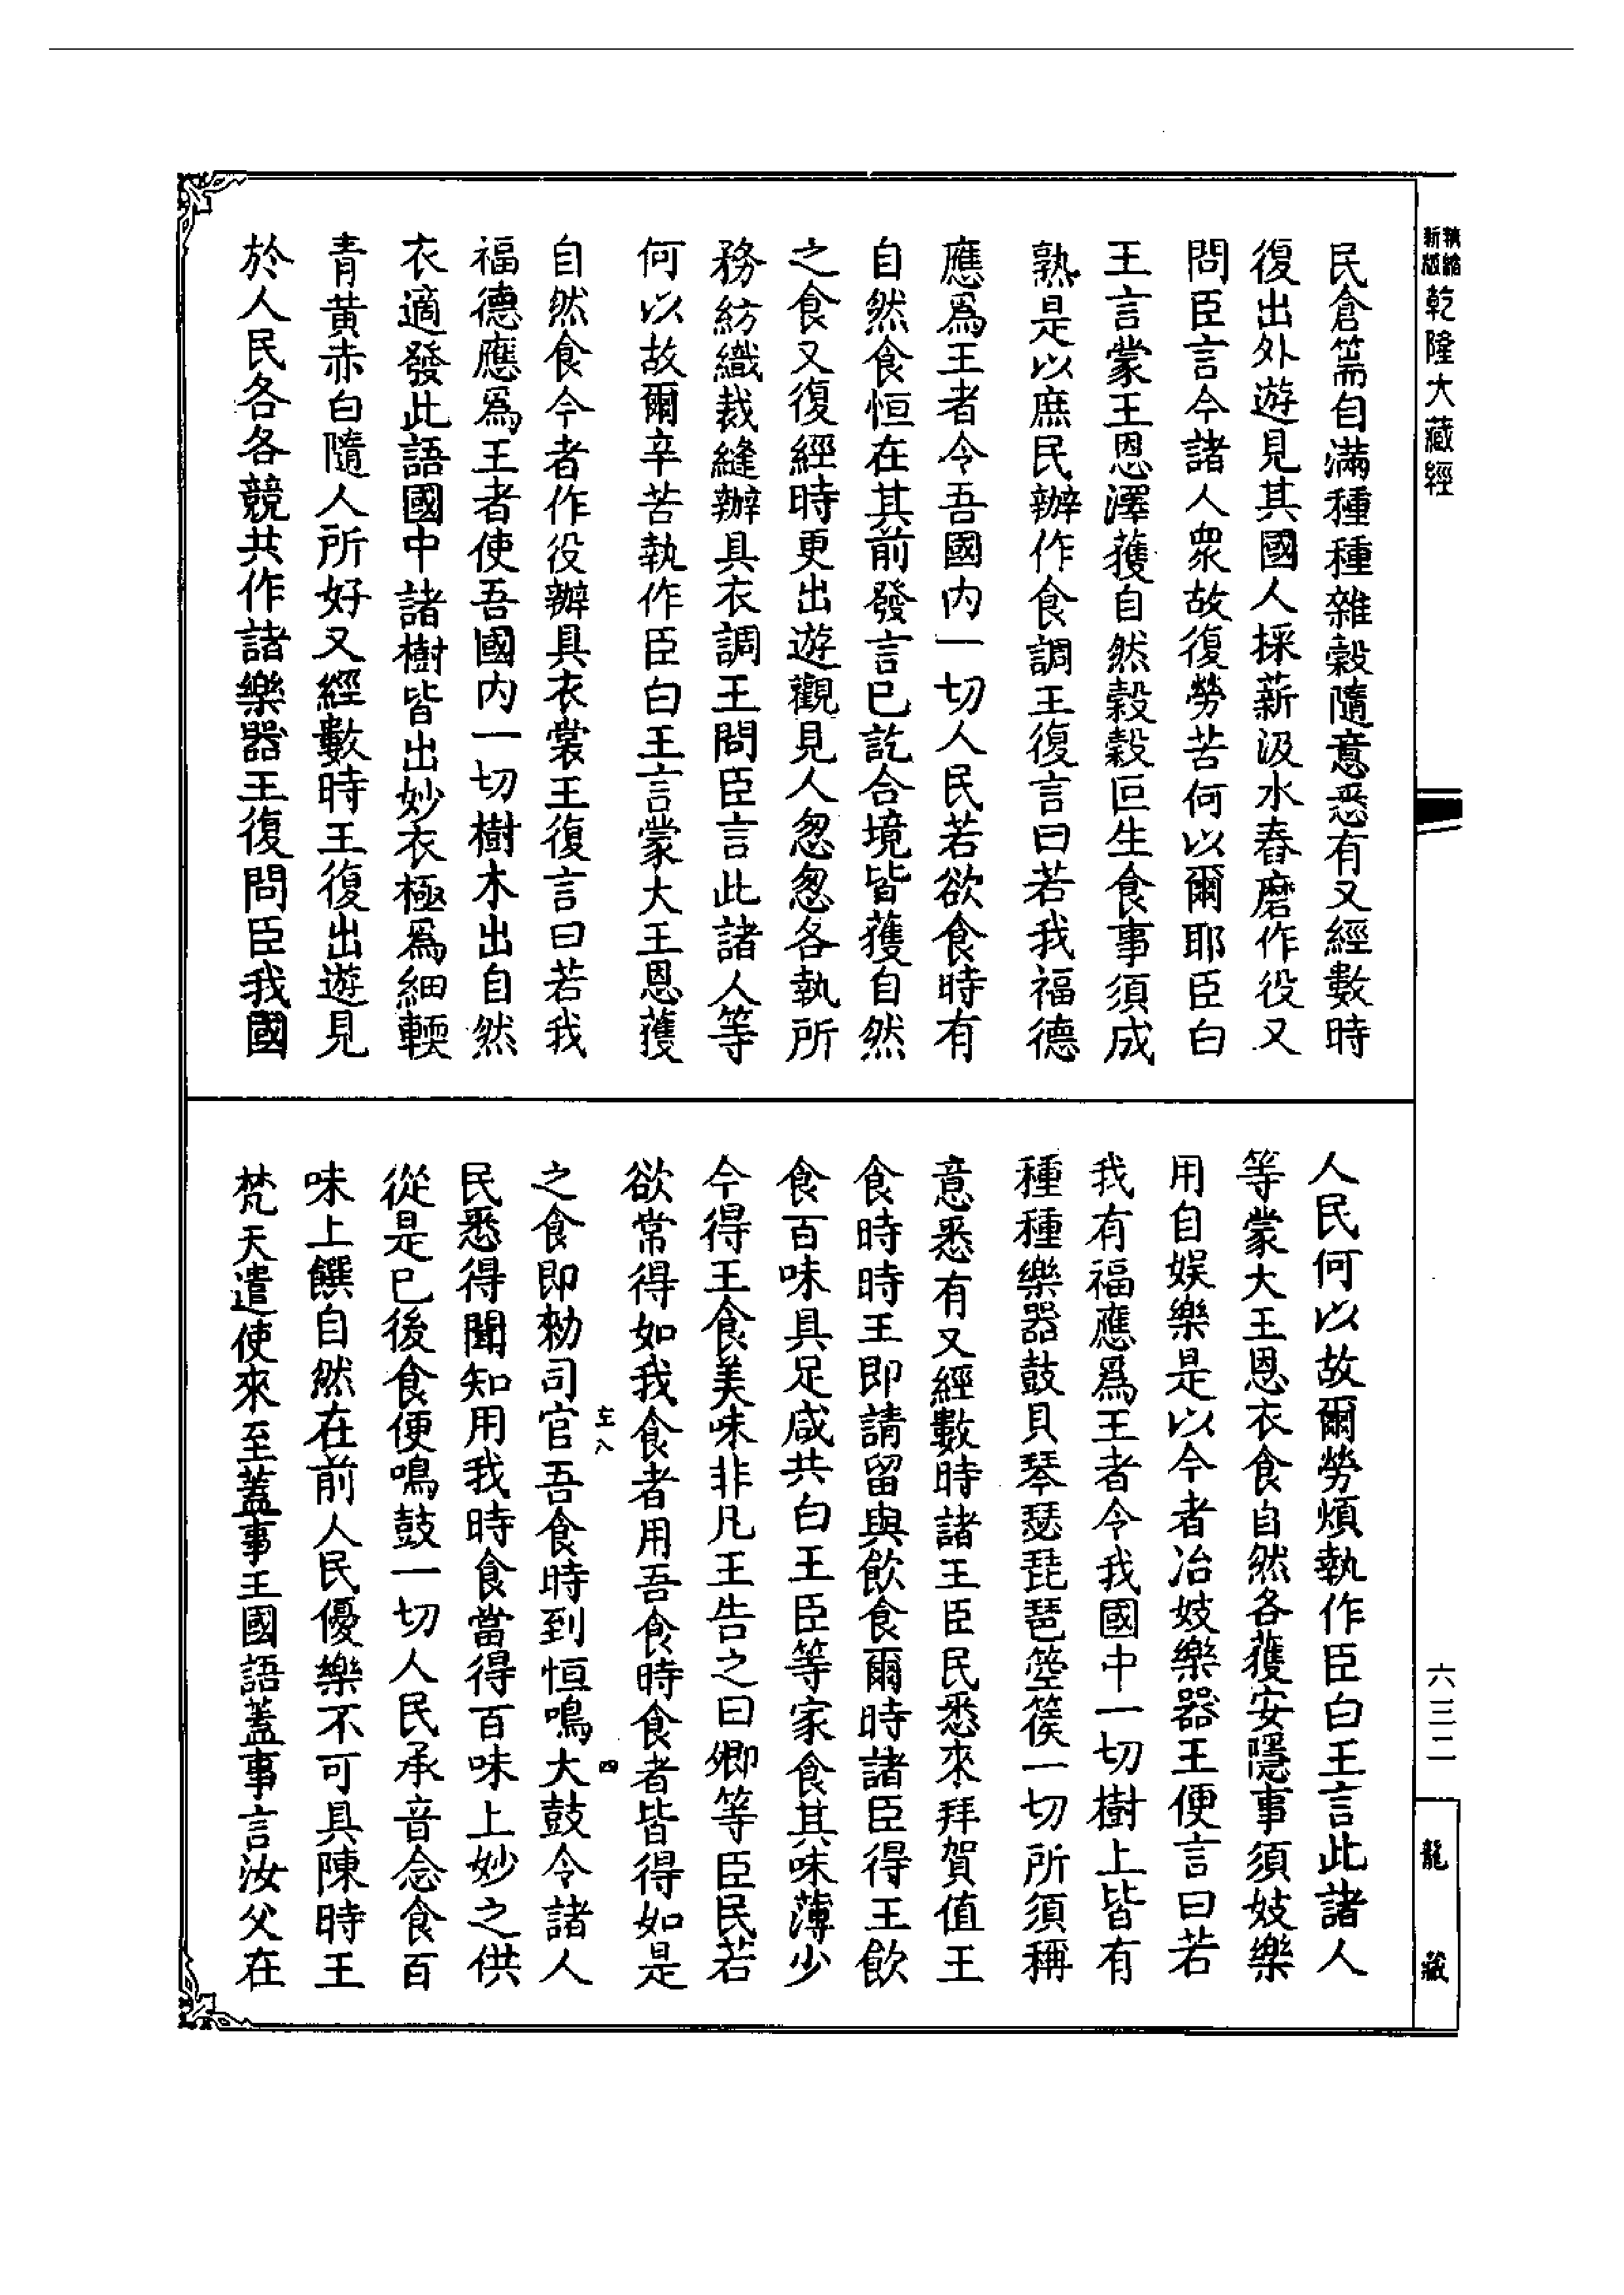 精縮新版 乾隆大藏經
民倉篅自滿種種雜穀隨意悉有又經數時
復出外遊見其國人採薪汲水舂磨作役又
問臣言今諸人衆故復勞苦何以爾耶臣白
王言蒙王恩澤獲自然穀穀叵生食事須成
熟是以庶民辦作食調王復言曰若我福德
應爲王者令吾國内一切人民若欲食時有
自然食恒在其前發言已訖合境皆獲自然
之食又復經時更出遊觀見人怱怱各執所
務紡織裁縫辦具衣調王問臣言此諸人等
何以故爾辛苦執作臣白王言蒙大王恩獲
自然食今者作役辦具衣裳王復言曰若我
福德應爲王者使吾國内一切樹木出自然
衣適發此語國中諸樹皆出妙衣極爲細輭
青黃赤白隨人所好又經數時王復出遊見
於人民各各競共作諸樂器王復問臣我國
人民何以故爾勞煩執作臣白王言此諸人
等蒙大王恩衣食自然各獲安隱事須妓樂
用自娛樂是以今者冶妓樂器王便言曰若
我有福應爲王者令我國中一切樹上皆有
種種樂器鼓貝琴瑟琵琶箜篌一切所須稱
意悉有又經數時諸王臣民悉來拜賀值王
食時時王即請留與飲食爾時諸臣得王飲
食百味具足咸共白王臣等家食其味薄少
今得王食美味非凡王告之曰卿等臣民若
欲常得如我食者用吾食時食者皆得如是
之食即勑司官吾食時到恒鳴大鼓令諸人
民悉得聞知用我時食當得百味上妙之供
從是已後食便鳴鼓一切人民承音念食百
味上饌自然在前人民優樂不可具陳時王
梵天遣使來至蓋事王國語蓋事言汝父在
六三二
龍藏